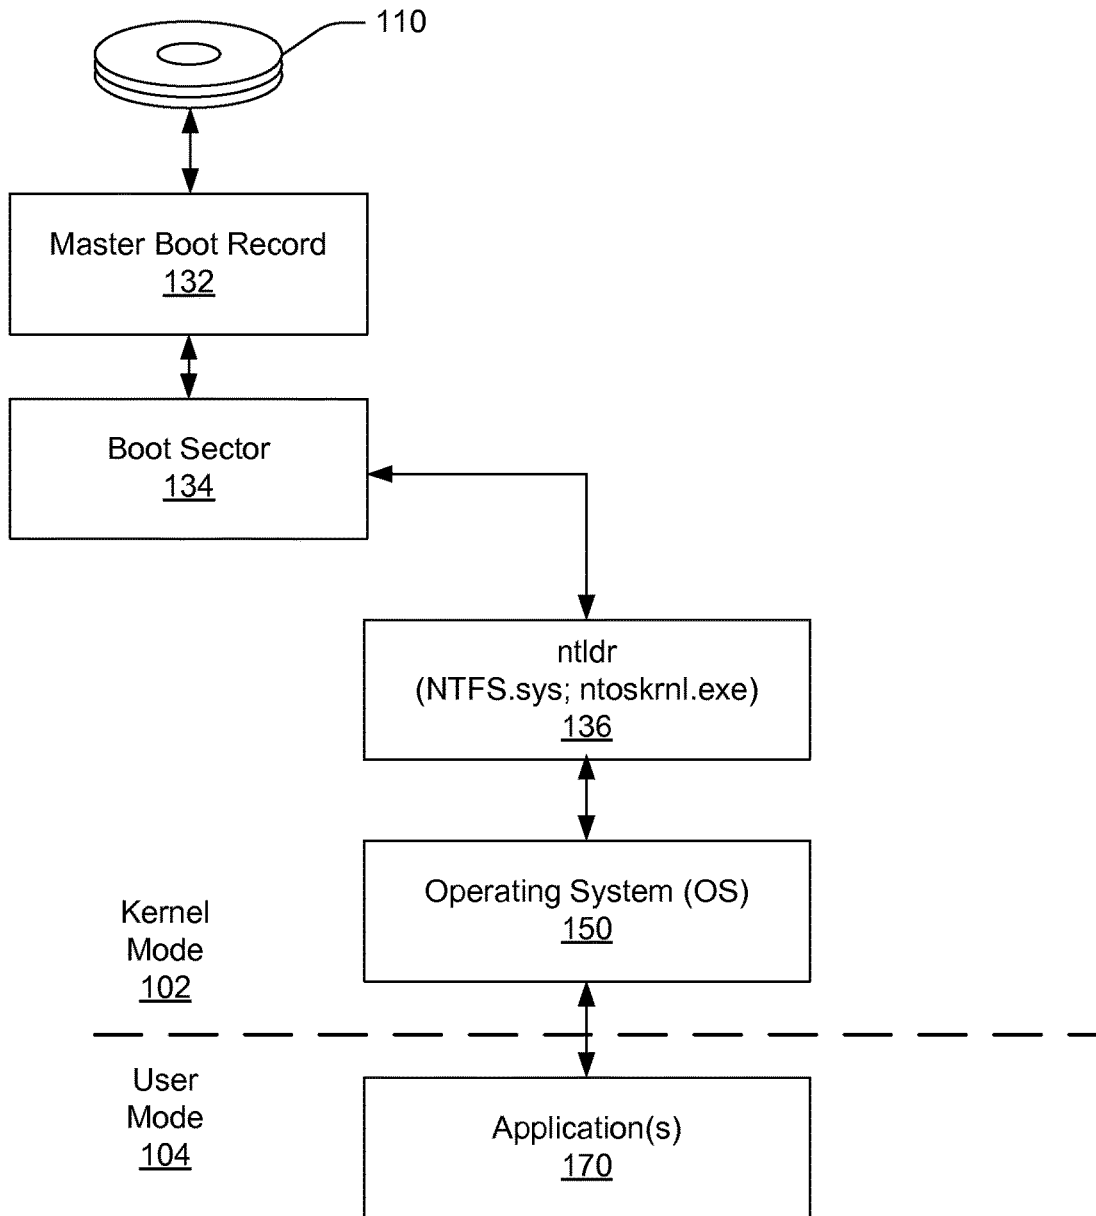 110
Master Boot Record
132
Boot Sector
134
ntldr
(NTFS.sys; ntoskrnl.exe)
136
Operating System (OS)
150
Kernel
Mode
102
User
Mode
104
Application(s)
170